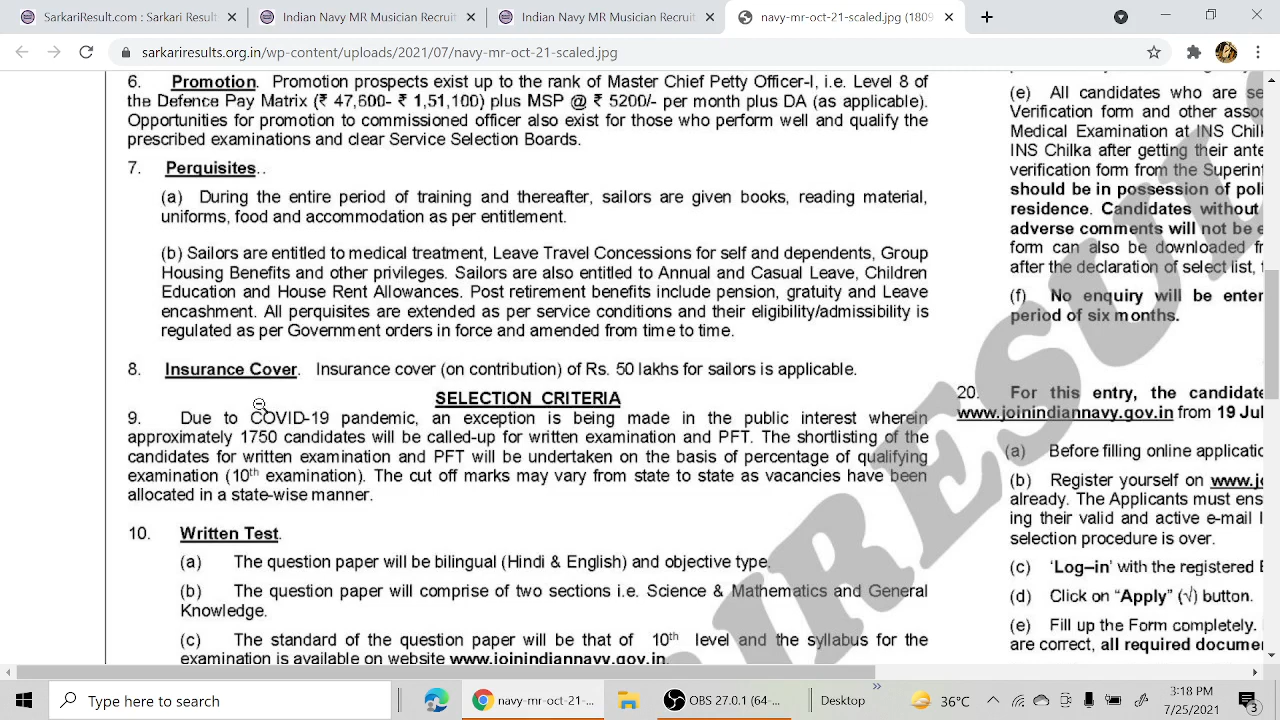 Sarkari Result: Indian
Indian Navy MR Musician
Indian Navy Musician Recruit
navy-mr-oct-21-scaled.jpg (1809
sarkariresults.org.in/wp-content/uploads/2021/07/navy-mr-oct-21-scaled.jpg
6. Promotion. Promotion prospects exist up to the rank of Master Chief Petty Officer-I, i.e. Level 8 of
the Defence Pay Matrix (₹ 47,600- ₹ 1,51,100) plus MSP @ ₹ 5200/- per month plus DA (as applicable).
Opportunities for promotion to commissioned officer also exist for those who perform well and qualify the
prescribed examinations and clear Service Selection Boards.
7. Perquisites..
(a) During the entire period of training and thereafter, sailors are given books, reading material,
uniforms, food and accommodation as per entitlement.
(b) Sailors are entitled to medical treatment, Leave Travel Concessions for self and dependents, Group
Housing Benefits and other privileges. Sailors are also entitled to Annual and Casual Leave, Children
Education and House Rent Allowances. Post retirement benefits include pension, gratuity and Leave
encashment. All perquisites are extended as per service conditions and their eligibility/admissibility is
regulated as per Government orders in force and amended from time to time.
8. Insurance Cover. Insurance cover (on contribution) of Rs. 50 lakhs for sailors is applicable.
SELECTION CRITERIA
9. Due to COVID-19 pandemic, an exception is being made in the public interest wherein
approximately 1750 candidates will be called-up for written examination and PFT. The shortlisting of the
candidates for written examination and PFT will be undertaken on the basis of percentage of qualifying
examination (10th examination). The cut off marks may vary from state to state as vacancies have been
allocated in a state-wise manner.
10. Written Test.
(a) The question paper will be bilingual (Hindi & English) and objective type.
(b) The question paper will comprise of two sections i.e. Science & Mathematics and General
Knowledge.
(c) The standard of the question paper will be that of 10th level and the syllabus for the
examination is available on website www.joinindiannavy.gov.in.
(e) All candidates who are se
Verification form and other asso
Medical Examination at INS Chil
INS Chilka after getting their ante
verification form from the Superin
should be in possession of poli
residence. Candidates without
adverse comments will not be e
form can also be downloaded fr
after the declaration of select list,
(f) No enquiry will be enter
period of six months.
20. For this entry, the candidate
www.joinindiannavy.gov.in from 19 Jul
(a) Before filling online applicatio
(b) Register yourself on www.jo
already. The Applicants must ens
ing their valid and active e-mail I
selection procedure is over.
(c) 'Log–in' with the registered E
(d) Click on "Apply" (√) button.
(e) Fill up the Form completely.
are correct, all required docume
IRESUL
Type here to search
navy-mr-oct-21-...
OBS 27.0.1 (64-...
Desktop
36°C
3:18 PM
7/25/2021
3